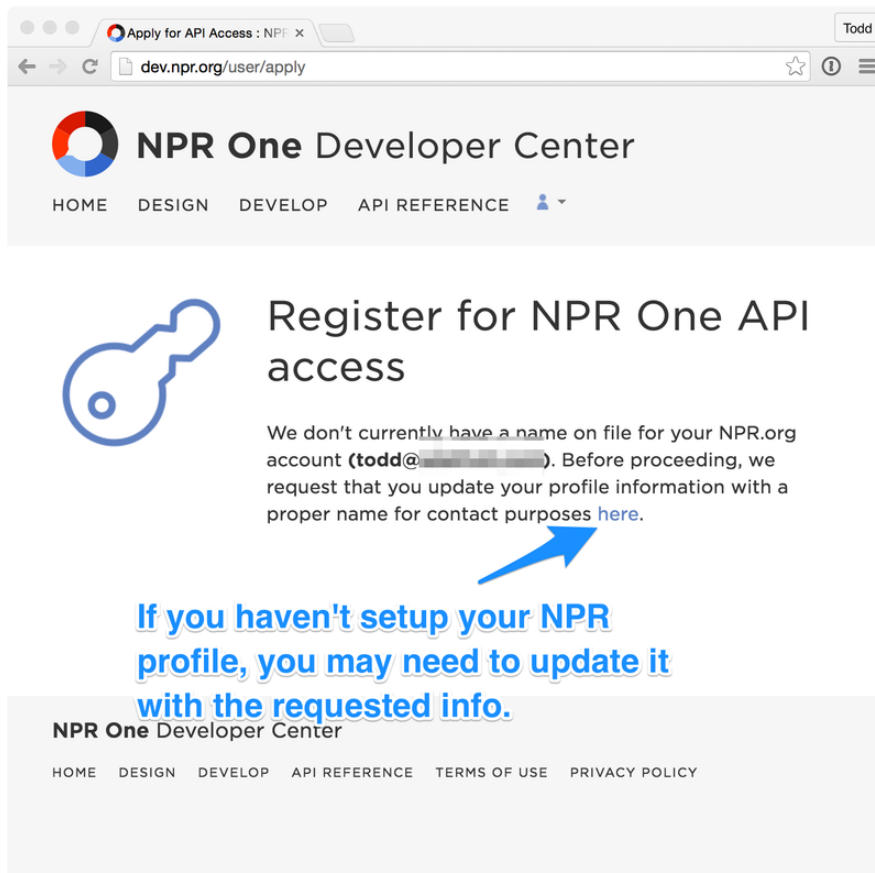 Apply for API Access : NPR
Todd
dev.npr.org/user/apply
NPR One Developer Center
HOME DESIGN DEVELOP API REFERENCE
Register for NPR One API
access
We don't currently have a name on file for your NPR.org
account (todd@ ). Before proceeding, we
request that you update your profile information with a
proper name for contact purposes here.
If you haven't setup your NPR
profile, you may need to update it
with the requested info.
NPR One Developer Center
HOME DESIGN DEVELOP API REFERENCE TERMS OF USE PRIVACY POLICY